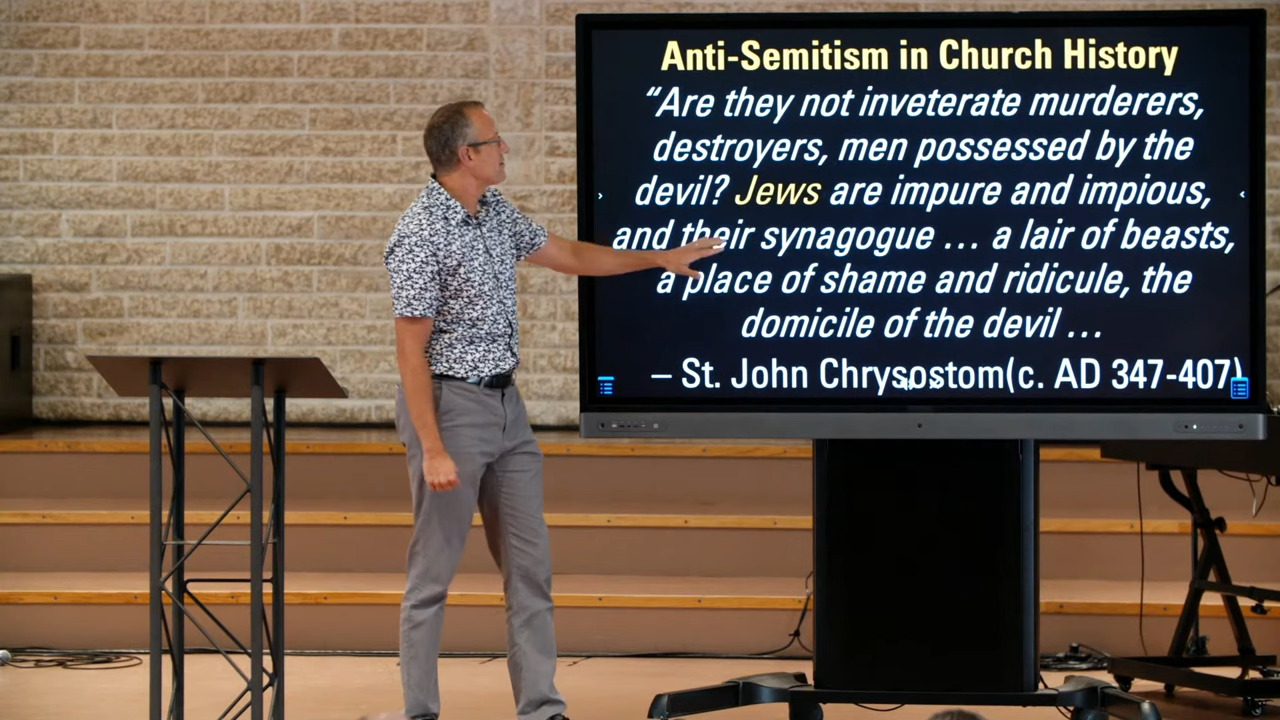 Anti-Semitism in Church History
“Are they not inveterate murderers,
destroyers, men possessed by the
devil? Jews are impure and impious,
and their synagogue … a lair of beasts,
a place of shame and ridicule, the
domicile of the devil …
– St. John Chrysostom(c. AD 347-407)